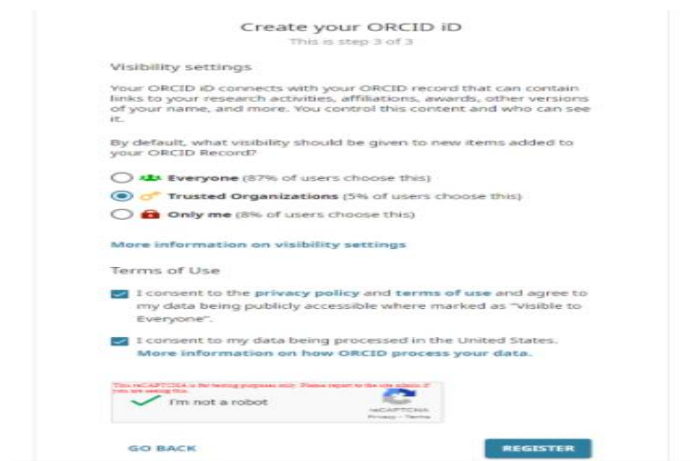 Create your ORCID iD
This is step 3 of 3
Visibility settings
Your ORCID iD connects with your ORCID record that can contain
links to your research activities, affiliations, awards, other versions
of your name, and more. You control this content and who can see
it.
By default, what visibility should be given to new items added to
your ORCID Record?
Everyone (87% of users choose this)
Trusted Organizations (5% of users choose this)
Only me (8% of users choose this)
More information on visibility settings
Terms of Use
I consent to the privacy policy and terms of use and agree to
my data being publicly accessible where marked as "Visible to
Everyone".
I consent to my data being processed in the United States.
More information on how ORCID process your data.
This reCAPTCHA is for testing purposes only. Please report to the site admin if
you are seeing this.
I'm not a robot
reCAPTCHA
Privacy - Terms
GO BACK
REGISTER